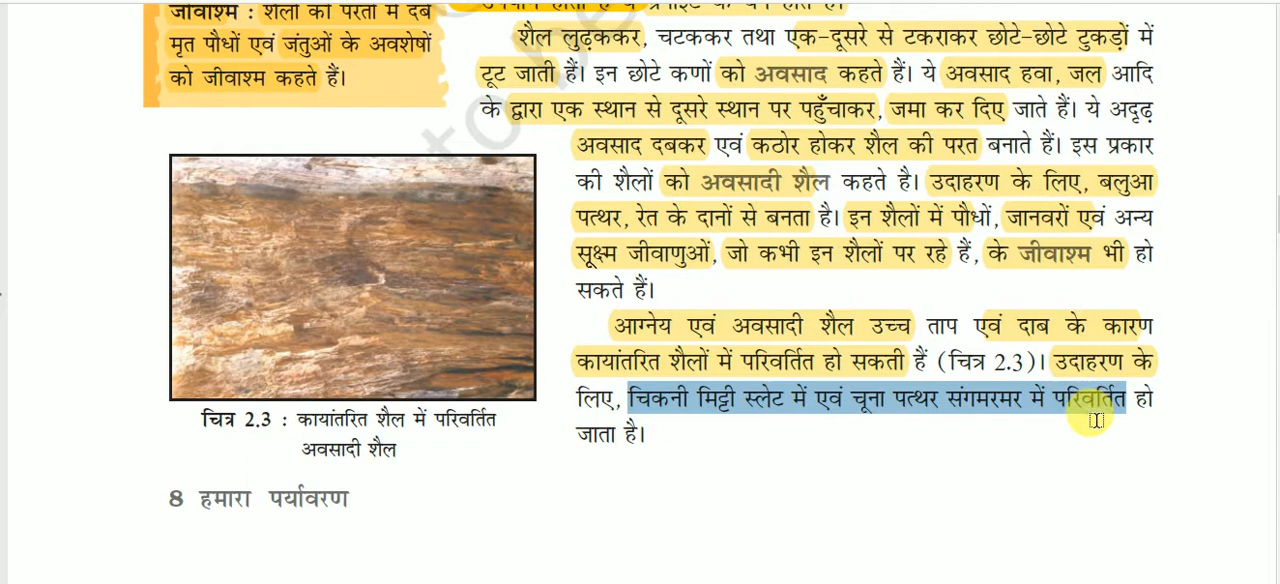 जीवाश्म : शैलों की परतों में दबे
मृत पौधों एवं जंतुओं के अवशेषों
को जीवाश्म कहते हैं।
शैल लुढ़ककर, चटककर तथा एक-दूसरे से टकराकर छोटे-छोटे टुकड़ों में
टूट जाती हैं। इन छोटे कणों को अवसाद कहते हैं। ये अवसाद हवा, जल आदि
के द्वारा एक स्थान से दूसरे स्थान पर पहुँचाकर, जमा कर दिए जाते हैं। ये अदृढ़
अवसाद दबकर एवं कठोर होकर शैल की परत बनाते हैं। इस प्रकार
की शैलों को अवसादी शैल कहते है। उदाहरण के लिए, बलुआ
पत्थर, रेत के दानों से बनता है। इन शैलों में पौधों, जानवरों एवं अन्य
सूक्ष्म जीवाणुओं, जो कभी इन शैलों पर रहे हैं, के जीवाश्म भी हो
सकते हैं।
आग्नेय एवं अवसादी शैल उच्च ताप एवं दाब के कारण
कायांतरित शैलों में परिवर्तित हो सकती हैं (चित्र 2.3)। उदाहरण के
लिए, चिकनी मिट्टी स्लेट में एवं चूना पत्थर संगमरमर में परिवर्तित हो
जाता है।
चित्र 2.3 : कायांतरित शैल में परिवर्तित
अवसादी शैल
8 हमारा पर्यावरण